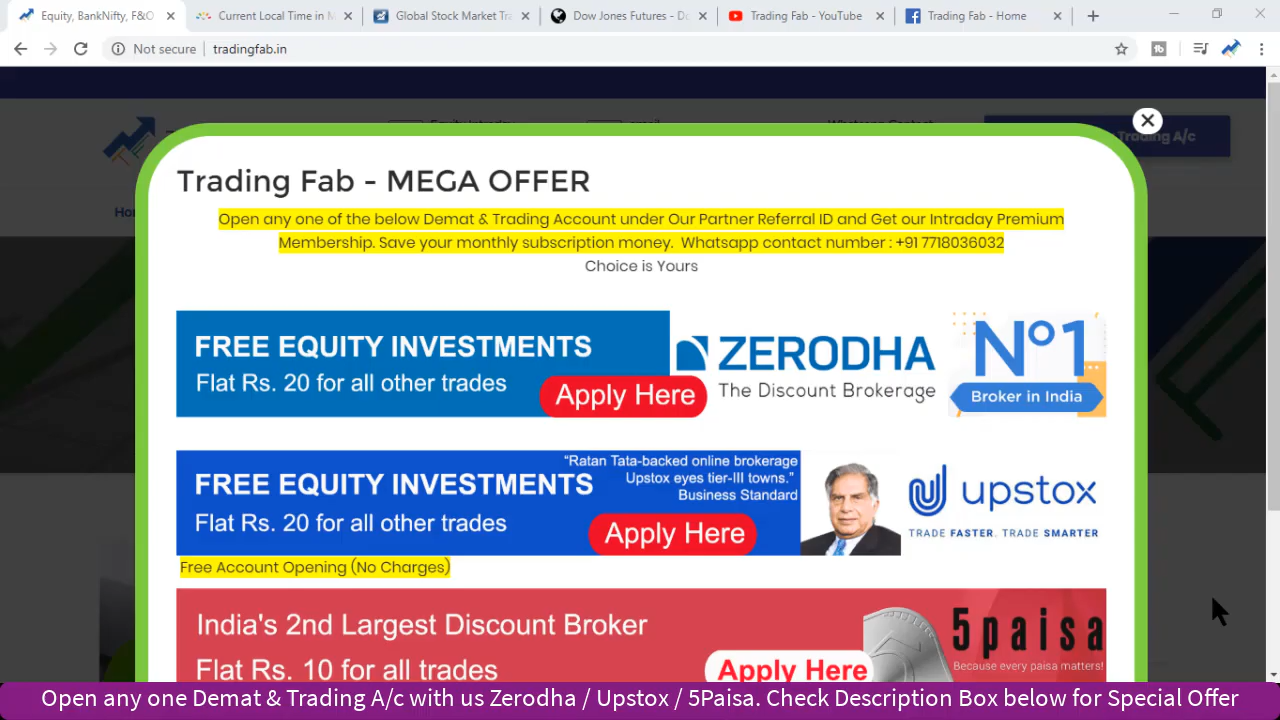 Equity, BankNifty, F&O
Current Local Time in
Global Stock Market Tr
Dow Jones Futures - D
Trading Fab - YouTube
Trading Fab - Home
Not secure
tradingfab.in
Trading A/c
Trading Fab - MEGA OFFER
Open any one of the below Demat & Trading Account under Our Partner Referral ID and Get our Intraday Premium
Membership. Save your monthly subscription money. Whatsapp contact number : +91 7718036032
Choice is Yours
FREE EQUITY INVESTMENTS
Flat Rs. 20 for all other trades
Apply Here
ZERODHA
The Discount Brokerage
Nº1
Broker in India
FREE EQUITY INVESTMENTS
Flat Rs. 20 for all other trades
“Ratan Tata-backed online brokerage
Upstox eyes tier-III towns.”
Business Standard
Apply Here
upstox
TRADE FASTER. TRADE SMARTER
Free Account Opening (No Charges)
India's 2nd Largest Discount Broker
Flat Rs. 10 for all trades
Apply Here
5paisa
Because every paisa matters!
Open any one Demat & Trading A/c with us Zerodha / Upstox / 5Paisa. Check Description Box below for Special Offer